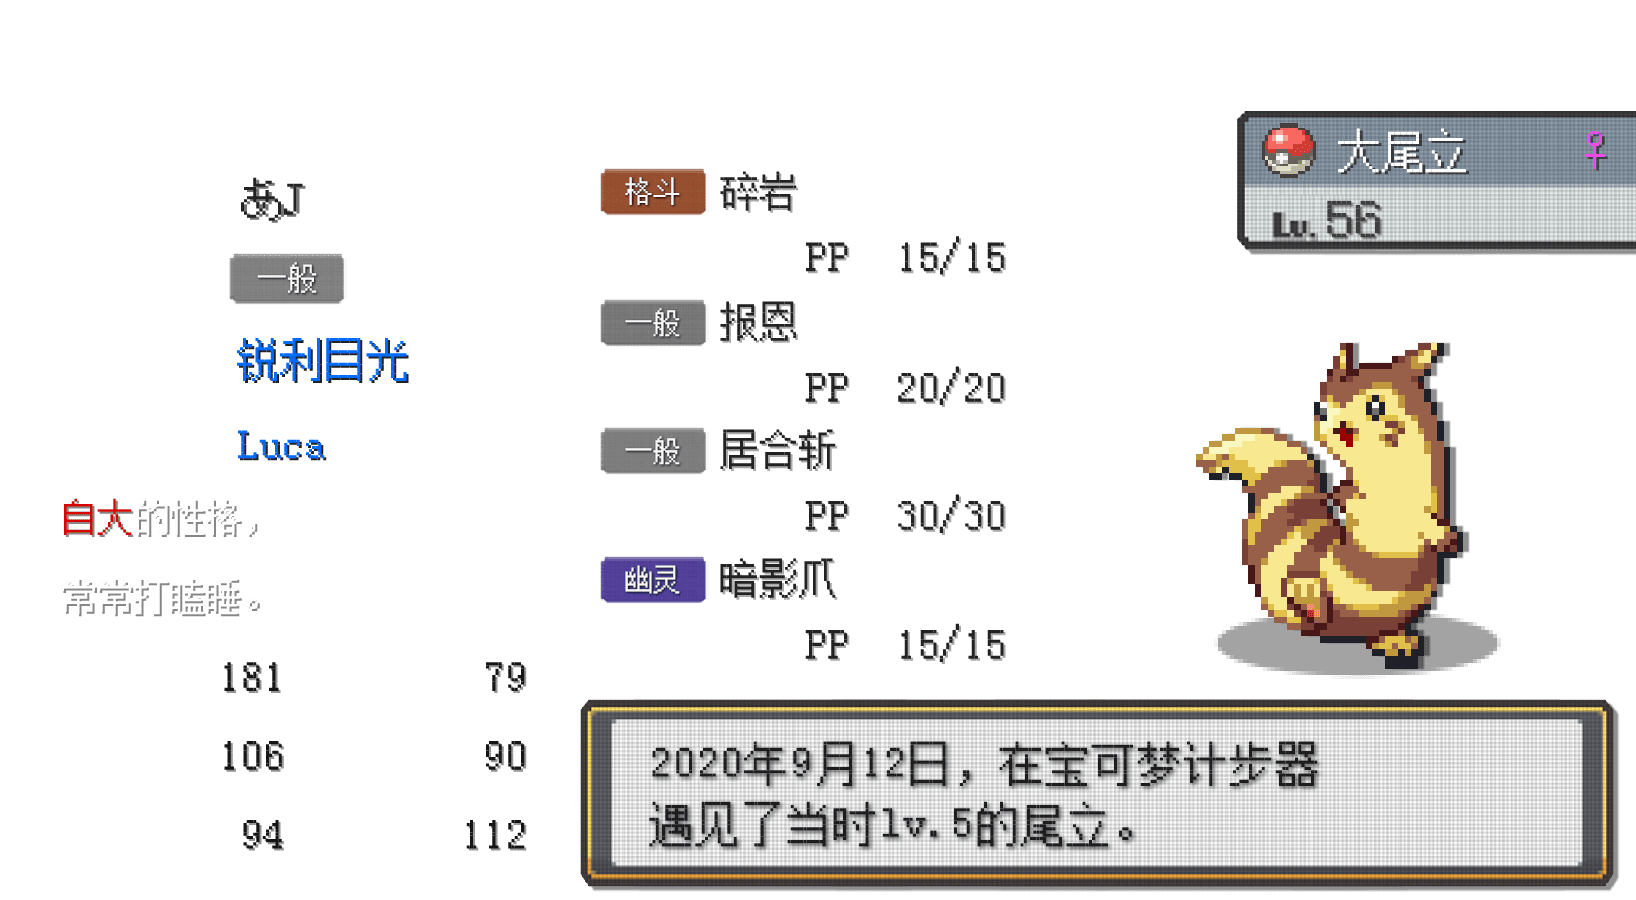 あJ
一般
锐利目光
Luca
自大的性格，
常常打瞌睡。
181 79
106 90
94 112
格斗 碎岩
PP 15/15
一般 报恩
PP 20/20
一般 居合斩
PP 30/30
幽灵 暗影爪
PP 15/15
大尾立 ♀
Lv.56
2020年9月12日，在宝可梦计步器
遇见了当时lv.5的尾立。